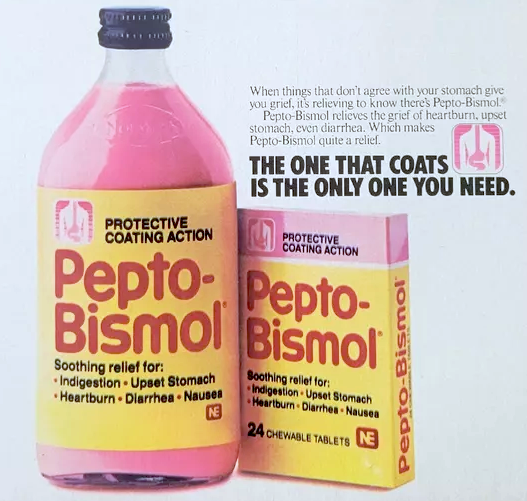 When things that don't agree with your stomach give
you grief, it's relieving to know there's Pepto-Bismol.®
Pepto-Bismol relieves the grief of heartburn, upset
stomach, even diarrhea. Which makes
Pepto-Bismol quite a relief.
THE ONE THAT COATS
IS THE ONLY ONE YOU NEED.
PROTECTIVE
COATING ACTION
Pepto-
Bismol®
Soothing relief for:
• Indigestion • Upset Stomach
• Heartburn • Diarrhea • Nausea
NE
PROTECTIVE
COATING ACTION
Pepto-
Bismol®
Soothing relief for:
• Indigestion • Upset Stomach
• Heartburn • Diarrhea • Nausea
24 CHEWABLE TABLETS
NE
Pepto-Bismol®